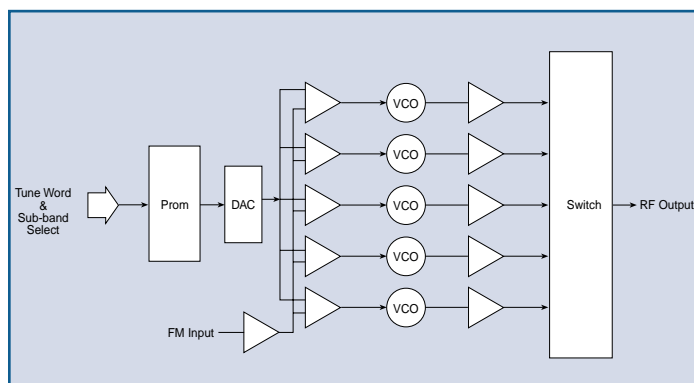 Tune Word
&
Sub-band
Select
Prom
DAC
FM Input
VCO
VCO
VCO
VCO
VCO
Switch
RF Output